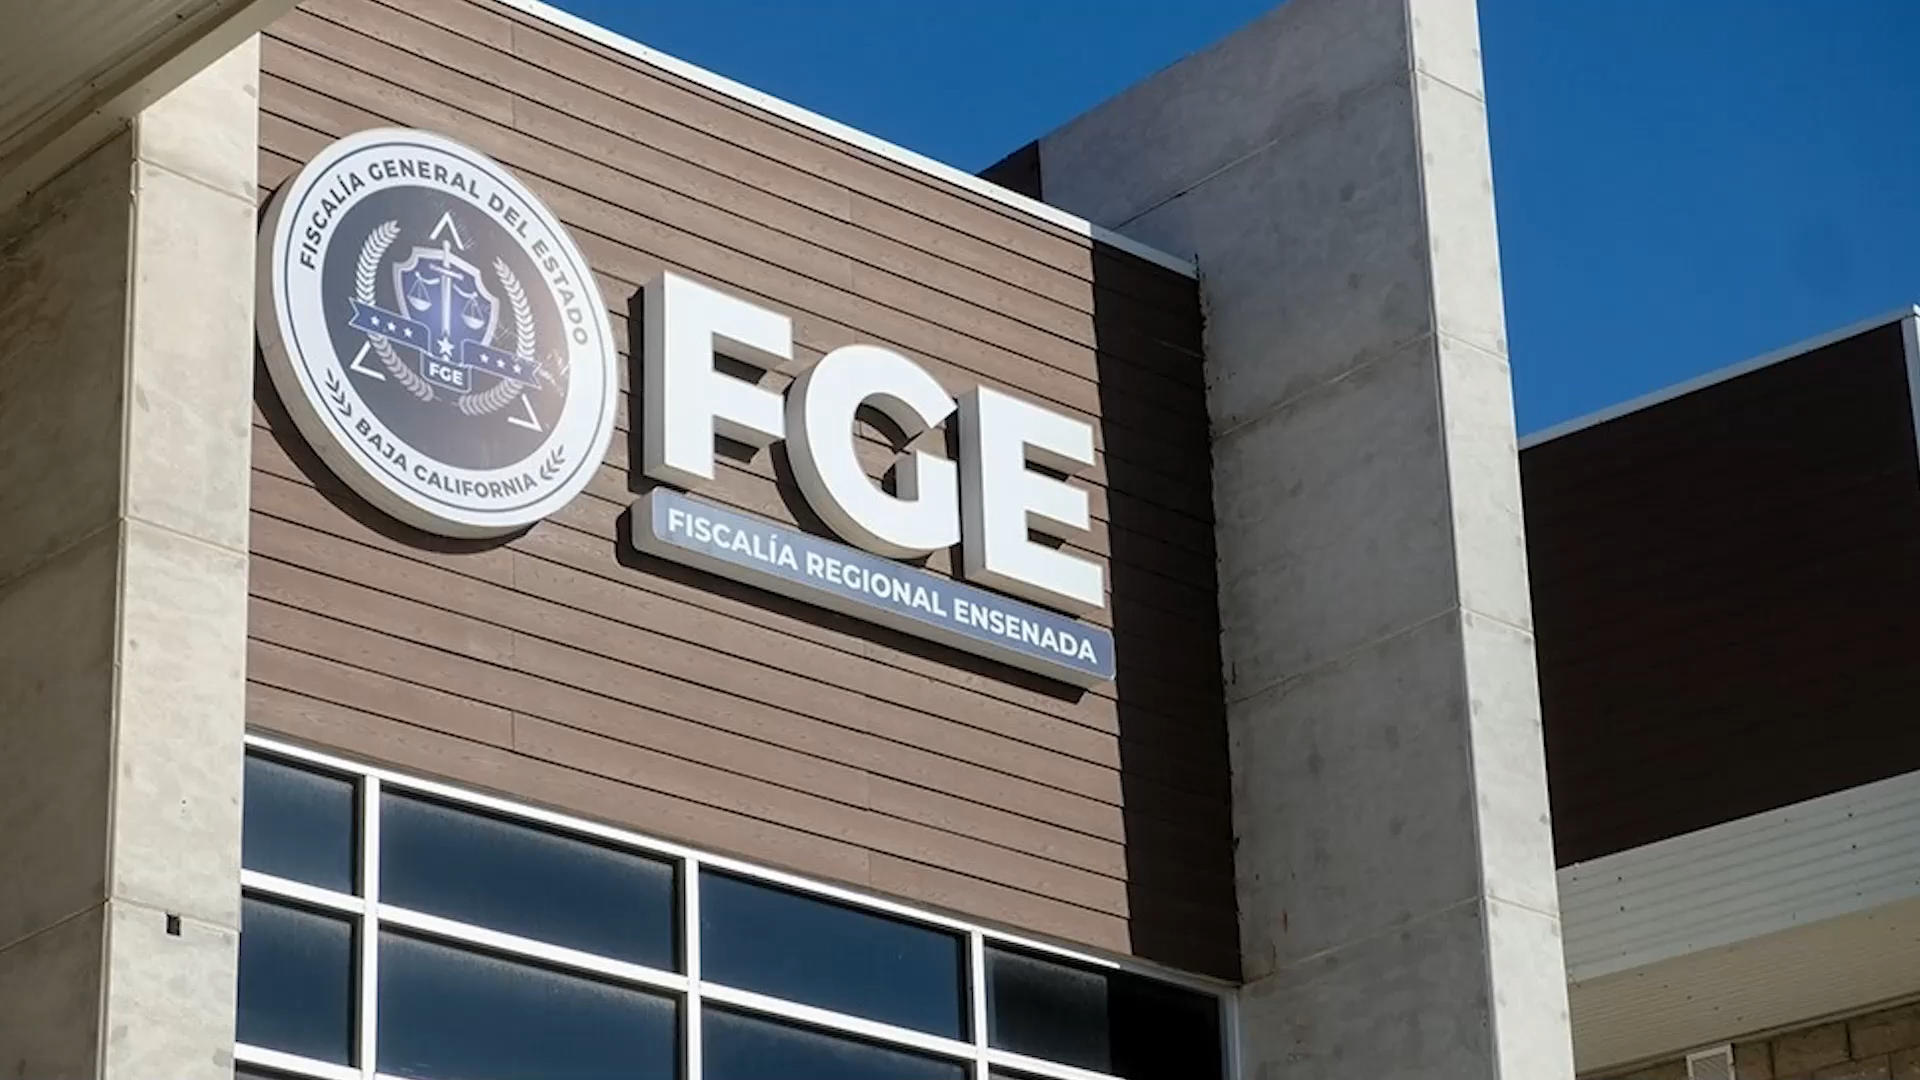 FISCALÍA GENERAL DEL ESTADO
FGE
BAJA CALIFORNIA
FGE
FISCALÍA REGIONAL ENSENADA